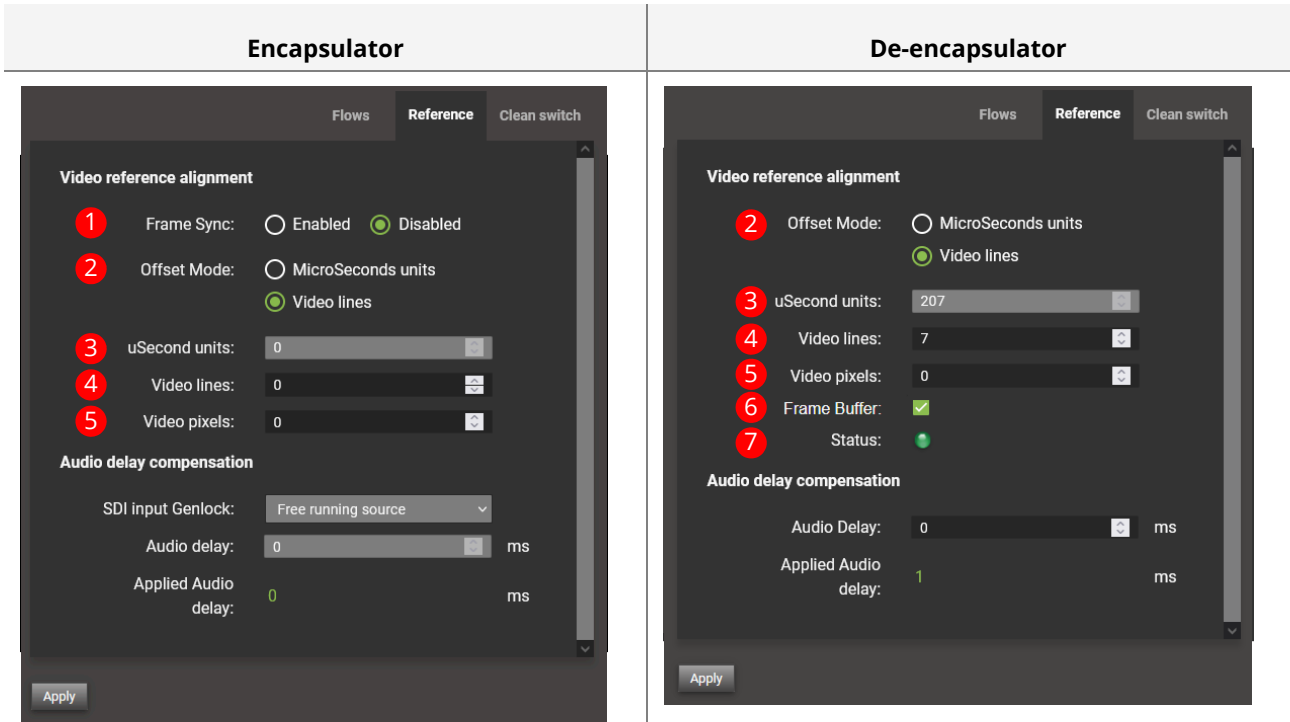 Encapsulator
De-encapsulator
Flows Reference Clean switch
Video reference alignment
1 Frame Sync: Enabled Disabled
2 Offset Mode: MicroSeconds units
Video lines
3 uSecond units: 0
4 Video lines: 0
5 Video pixels: 0
Audio delay compensation
SDI input Genlock: Free running source
Audio delay: 0 ms
Applied Audio
delay: 0 ms
Apply
Flows Reference Clean switch
Video reference alignment
2 Offset Mode: MicroSeconds units
Video lines
3 uSecond units: 207
4 Video lines: 7
5 Video pixels: 0
6 Frame Buffer:
7 Status:
Audio delay compensation
Audio Delay: 0 ms
Applied Audio
delay: 1 ms
Apply